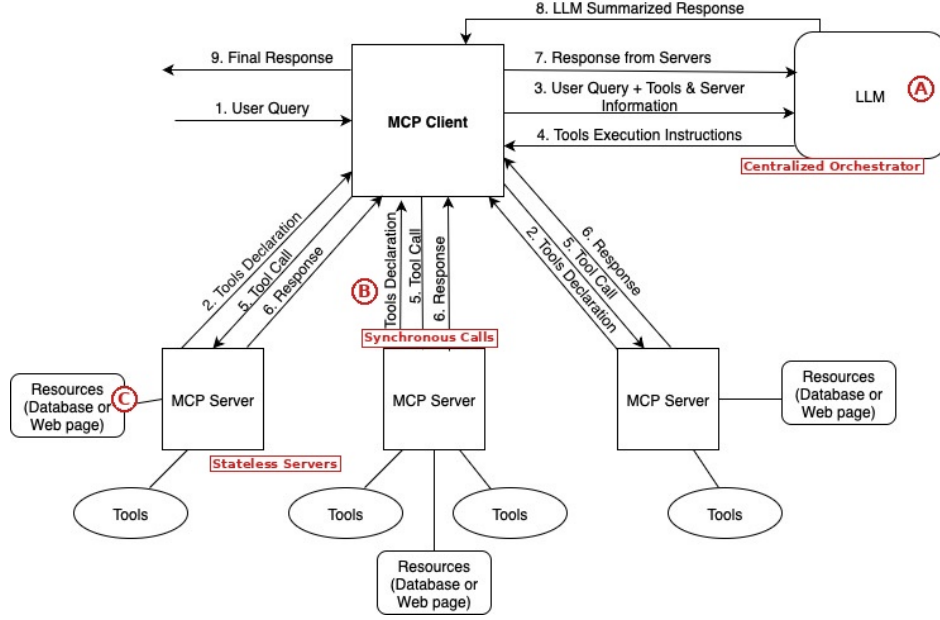 8. LLM Summarized Response
9. Final Response
7. Response from Servers
3. User Query + Tools & Server
Information
LLM
A
1. User Query
MCP Client
4. Tools Execution Instructions
Centralized Orchestrator
2. Tools Declaration
5. Tool Call
6. Response
B
Tools Declaration
5. Tool Call
6. Response
2. Tools Declaration
5. Tool Call
6. Response
Synchronous Calls
Resources
(Database or
Web page)
C
MCP Server
MCP Server
MCP Server
Resources
(Database or
Web page)
Stateless Servers
Tools
Tools
Tools
Tools
Resources
(Database or
Web page)